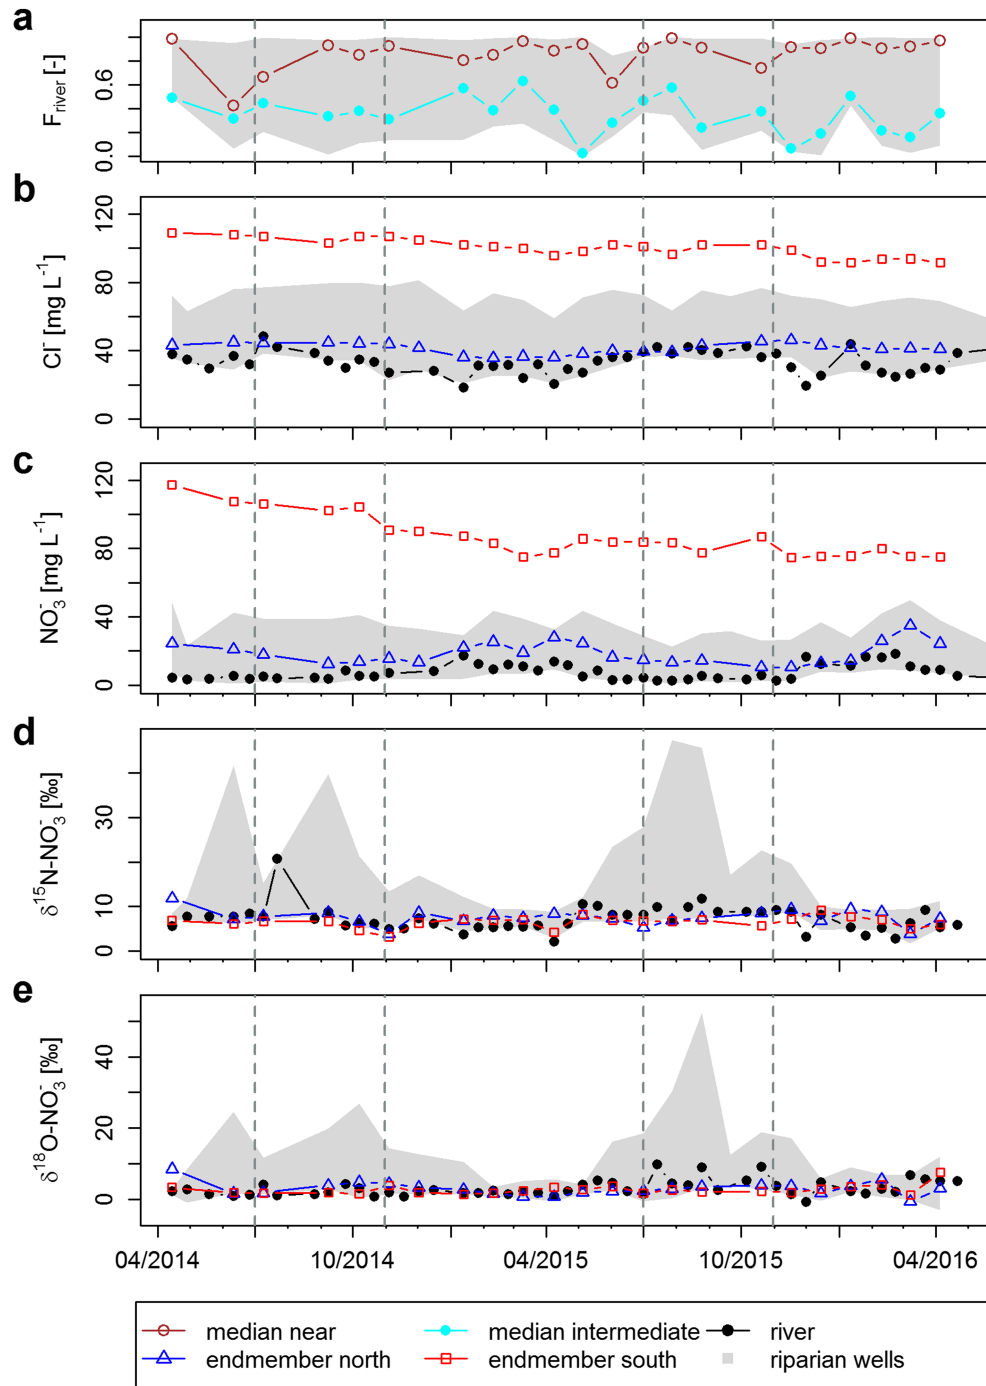 a
F_river [-]
0.6
0.0
b
Cl⁻ [mg L⁻¹]
120
80
40
0
c
NO₃⁻ [mg L⁻¹]
120
80
40
0
d
δ¹⁵N-NO₃⁻ [‰]
30
10
0
e
δ¹⁸O-NO₃⁻ [‰]
40
20
0
04/2014 10/2014 04/2015 10/2015 04/2016
median near median intermediate river
endmember north endmember south riparian wells